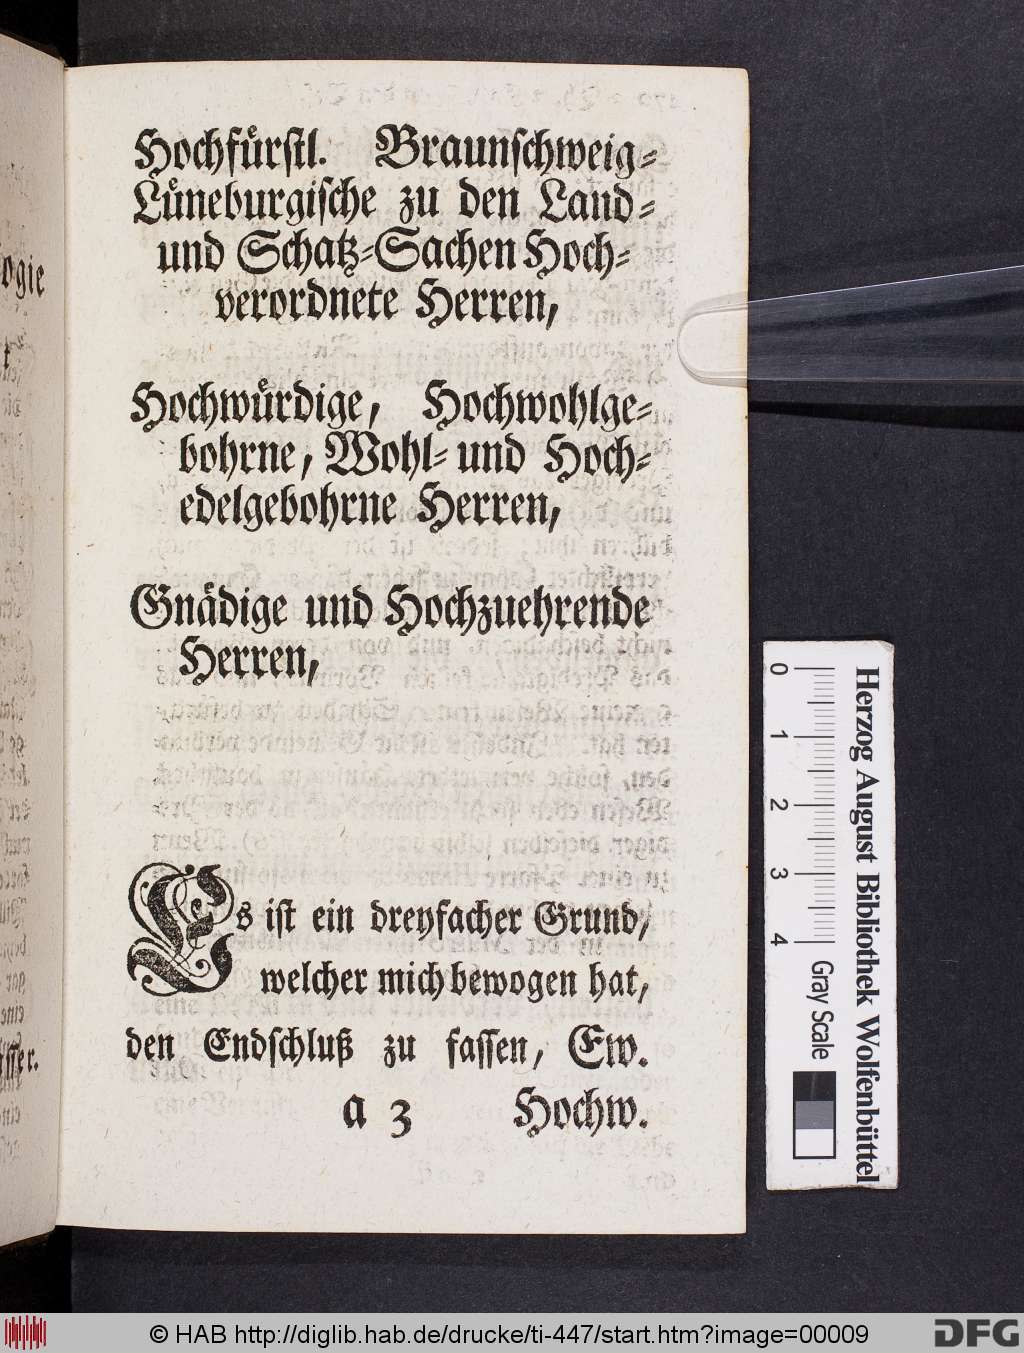 Hochfürstl. Braunschweig-
Lüneburgische zu den Land-
und Schatz-Sachen Hoch-
verordnete Herren,
Hochwürdige, Hochwohlge-
bohrne, Wohl- und Hoch-
edelgebohrne Herren,
Gnädige und Hochzuehrende
Herren,
Es ist ein dreyfacher Grund,
welcher mich bewogen hat,
den Endschluß zu fassen, Ew.
a 3 Hochw.
ogie
0 1 2 3 4
Gray Scale
Herzog August Bibliothek Wolfenbüttel
© HAB http://diglib.hab.de/drucke/ti-447/start.htm?image=00009
DFG